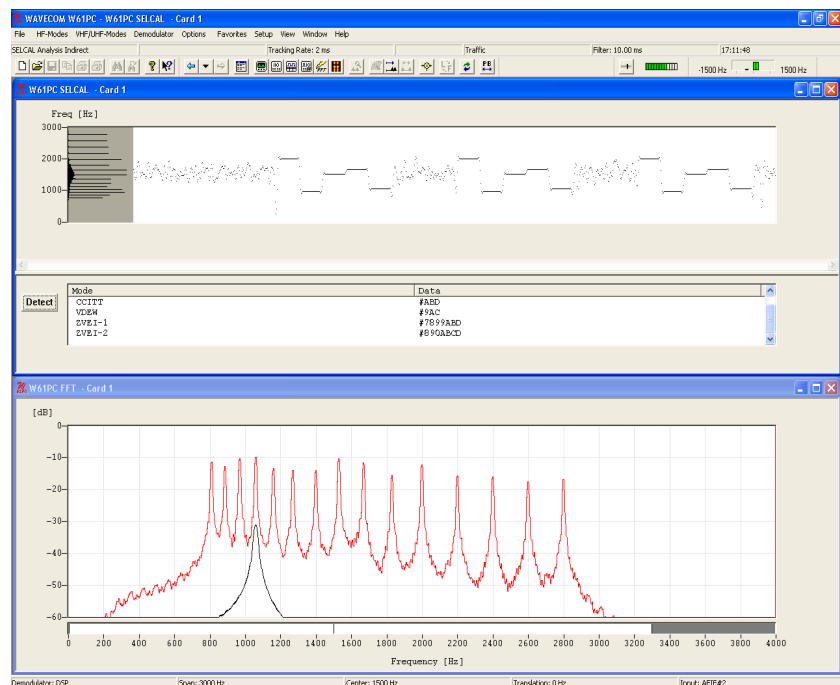 WAVECOM W61PC - W61PC SELCAL - Card 1
File HF-Modes VHF/UHF-Modes Demodulator Options Favorites Setup View Window Help
SELCAL Analysis Indirect Tracking Rate: 2 ms Traffic Filter: 10.00 ms 17:11:48
-1500 Hz 1500 Hz
W61PC SELCAL - Card 1
Freq [Hz]
3000
2000
1000
0
Detect
Mode Data
CCITT #ABD
VDEW #9AC
ZVEI-1 #7899ABD
ZVEI-2 #890ABCD
W61PC FFT - Card 1
[dB]
0
-10
-20
-30
-40
-50
-60
0 200 400 600 800 1000 1200 1400 1600 1800 2000 2200 2400 2600 2800 3000 3200 3400 3600 3800 4000
Frequency [Hz]
Demodulator: DSP Span: 3000 Hz Center: 1500 Hz Translation: 0 Hz Input: AF/IF#2